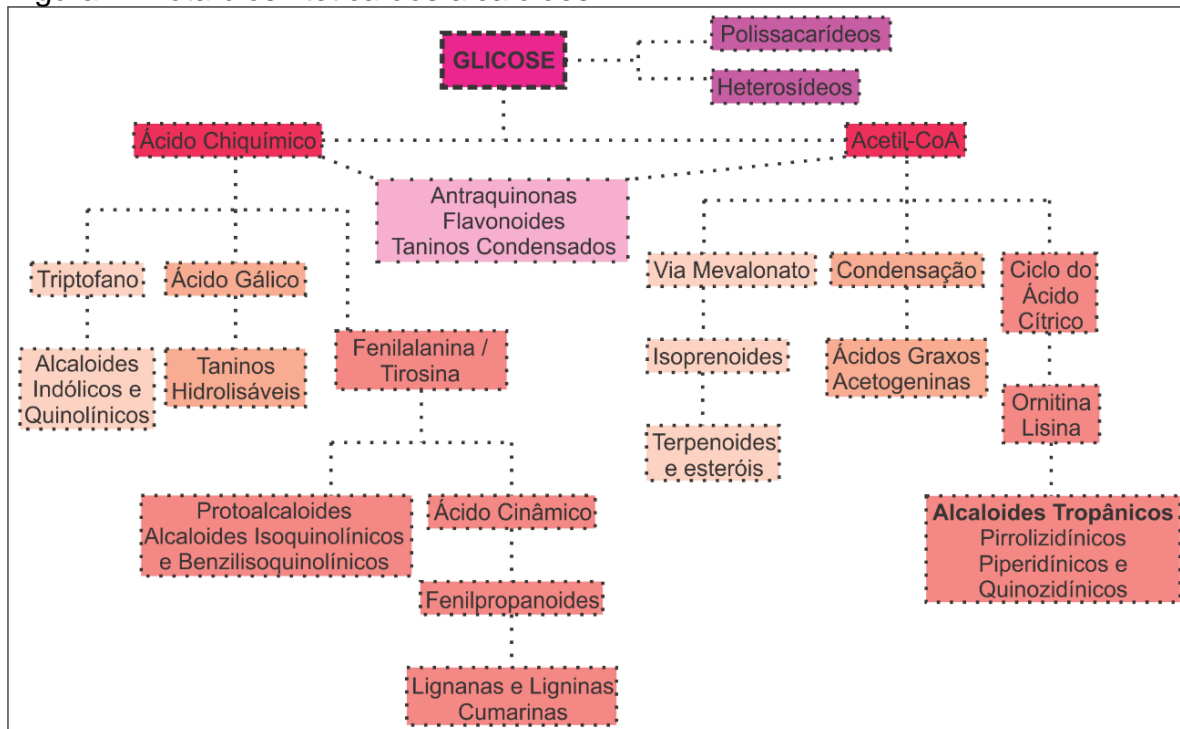 GLICOSE
Polissacarídeos
Heterosídeos
Ácido Chiquímico
Acetil-CoA
Antraquinonas
Flavonoides
Taninos Condensados
Triptofano
Ácido Gálico
Via Mevalonato
Condensação
Ciclo do
Ácido
Cítrico
Alcaloides
Indólicos e
Quinolínicos
Taninos
Hidrolisáveis
Fenilalanina /
Tirosina
Isoprenoides
Ácidos Graxos
Acetogeninas
Ornitina
Lisina
Terpenoides
e esteróis
Protoalcaloides
Alcaloides Isoquinolínicos
e Benzilisoquinolínicos
Ácido Cinâmico
Alcaloides Tropânicos
Pirrolizidínicos
Piperidínicos e
Quinozidínicos
Fenilpropanoides
Lignanas e Ligninas
Cumarinas